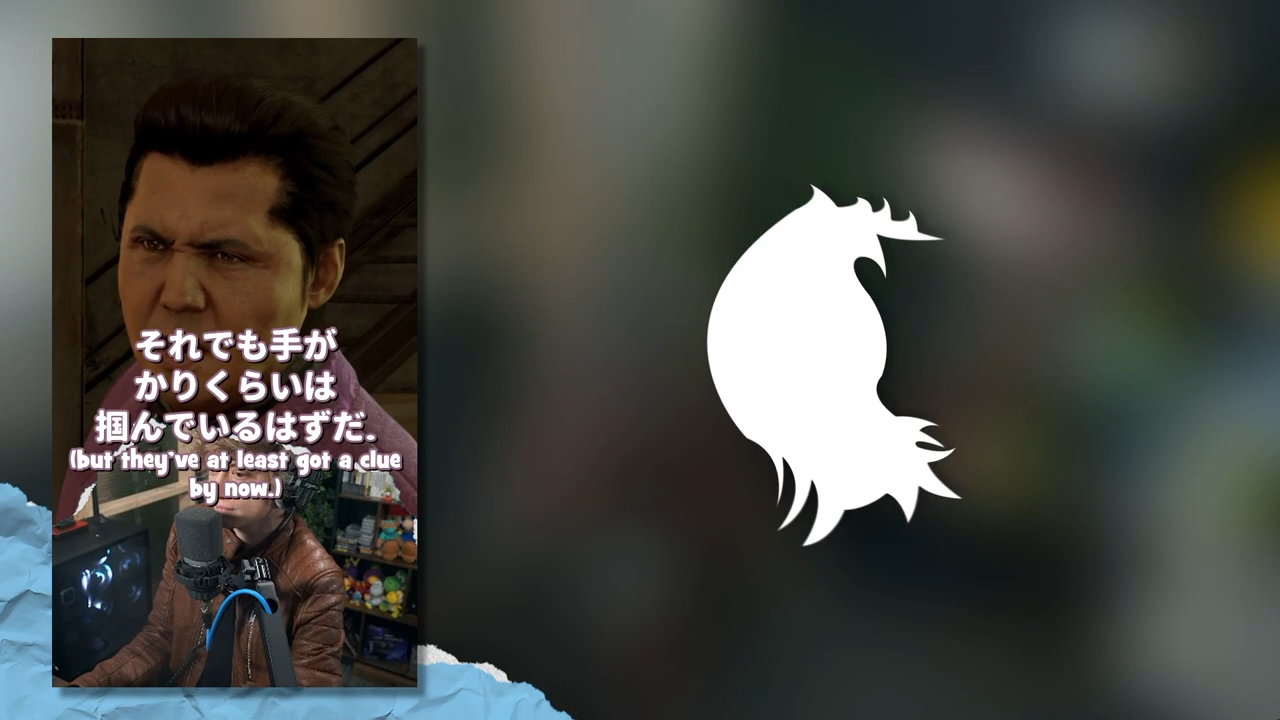 それでも手が
かりくらいは
掴んでいるはずだ.
(but they've at least got a clue
by now.)